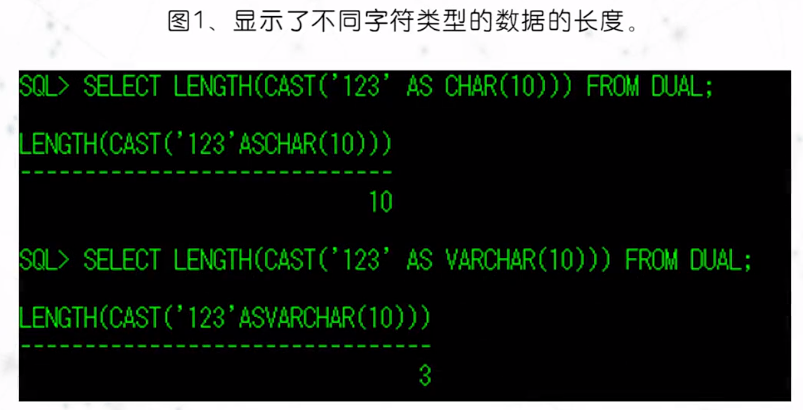 图1、显示了不同字符类型的数据的长度。
SQL> SELECT LENGTH(CAST('123' AS CHAR(10))) FROM DUAL;
LENGTH(CAST('123'ASCHAR(10)))
-----------------------------
10
SQL> SELECT LENGTH(CAST('123' AS VARCHAR(10))) FROM DUAL;
LENGTH(CAST('123'ASVARCHAR(10)))
--------------------------------
3